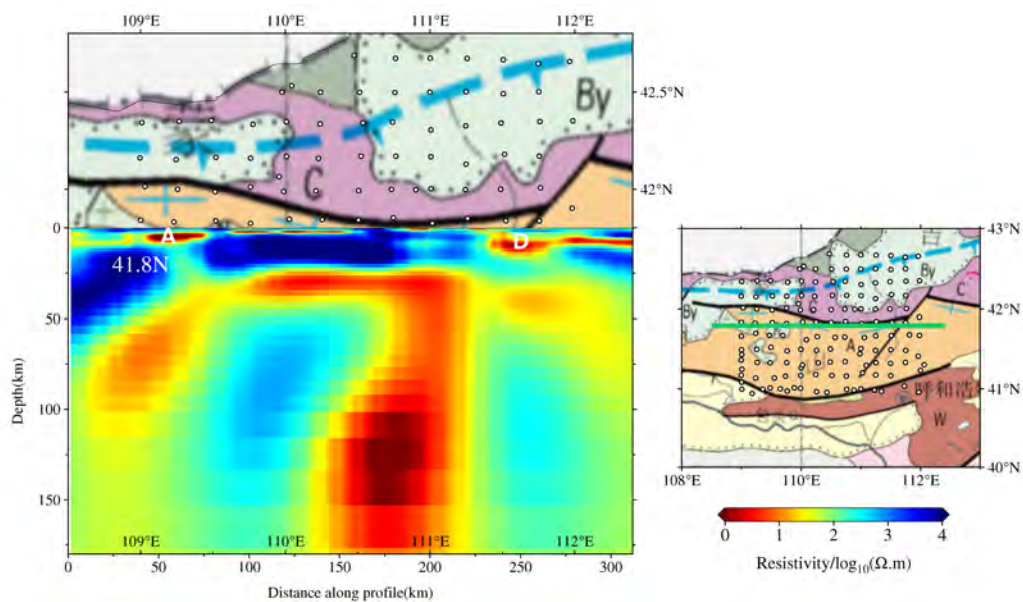 109°E 110°E 111°E 112°E
By
42.5°N
C
42°N
0
A
D
41.8N
50
100
150
Depth(km)
109°E 110°E 111°E 112°E
0 50 100 150 200 250 300
Distance along profile(km)
43°N
By
42°N
C
C
By
A
41°N
呼和浩
W
40°N
108°E 110°E 112°E
0 1 2 3 4
Resistivity/log10(Ω.m)